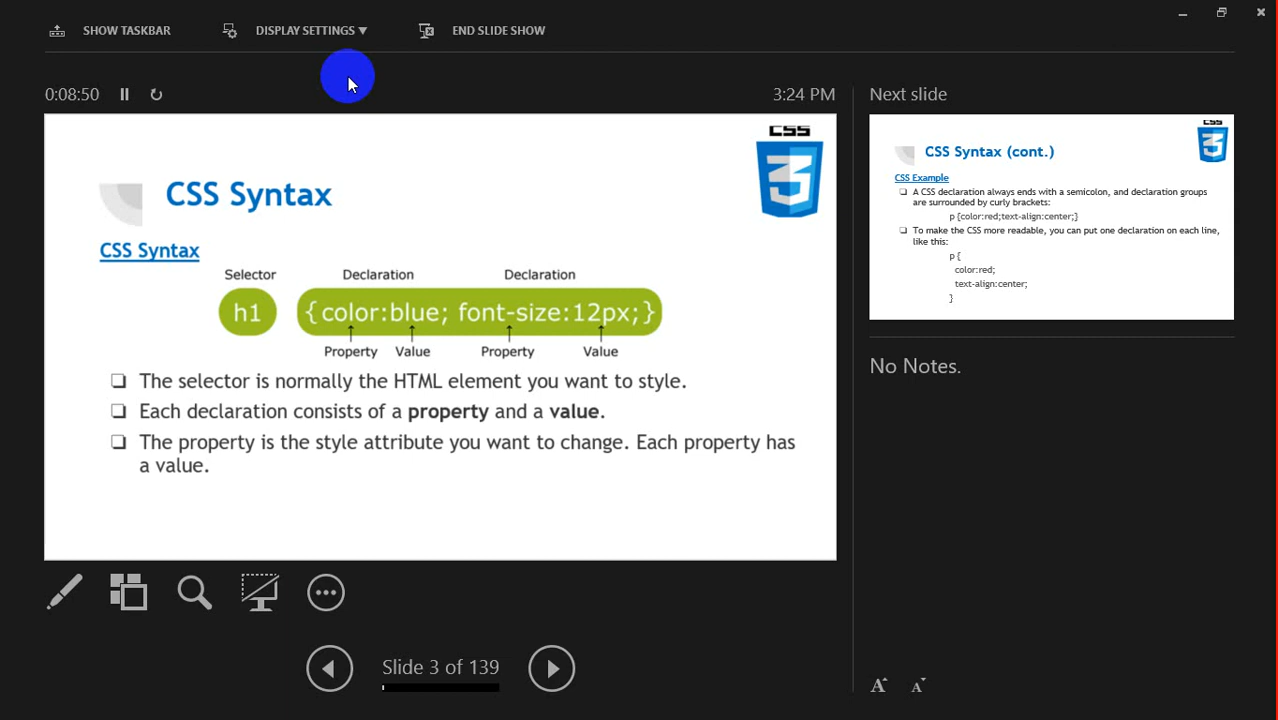 SHOW TASKBAR
DISPLAY SETTINGS ▼
END SLIDE SHOW
0:08:50
3:24 PM
CSS
3
CSS Syntax
CSS Syntax
Selector
Declaration
Declaration
h1
{ color:blue; font-size:12px; }
Property
Value
Property
Value
❑ The selector is normally the HTML element you want to style.
❑ Each declaration consists of a property and a value.
❑ The property is the style attribute you want to change. Each property has
a value.
Slide 3 of 139
Next slide
CSS
3
CSS Syntax (cont.)
CSS Example
❑ A CSS declaration always ends with a semicolon, and declaration groups
are surrounded by curly brackets:
p {color:red;text-align:center;}
❑ To make the CSS more readable, you can put one declaration on each line,
like this:
p {
color:red;
text-align:center;
}
No Notes.
A
A